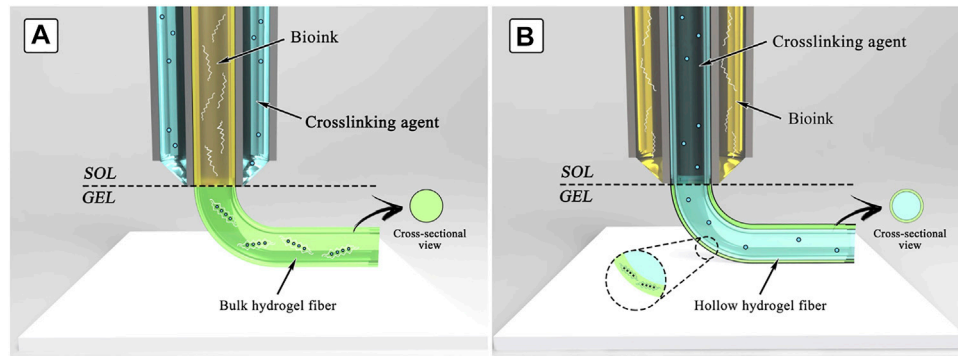 A
Bioink
Crosslinking agent
SOL
GEL
Cross-sectional
view
Bulk hydrogel fiber
B
Crosslinking agent
Bioink
SOL
GEL
Cross-sectional
view
Hollow hydrogel fiber